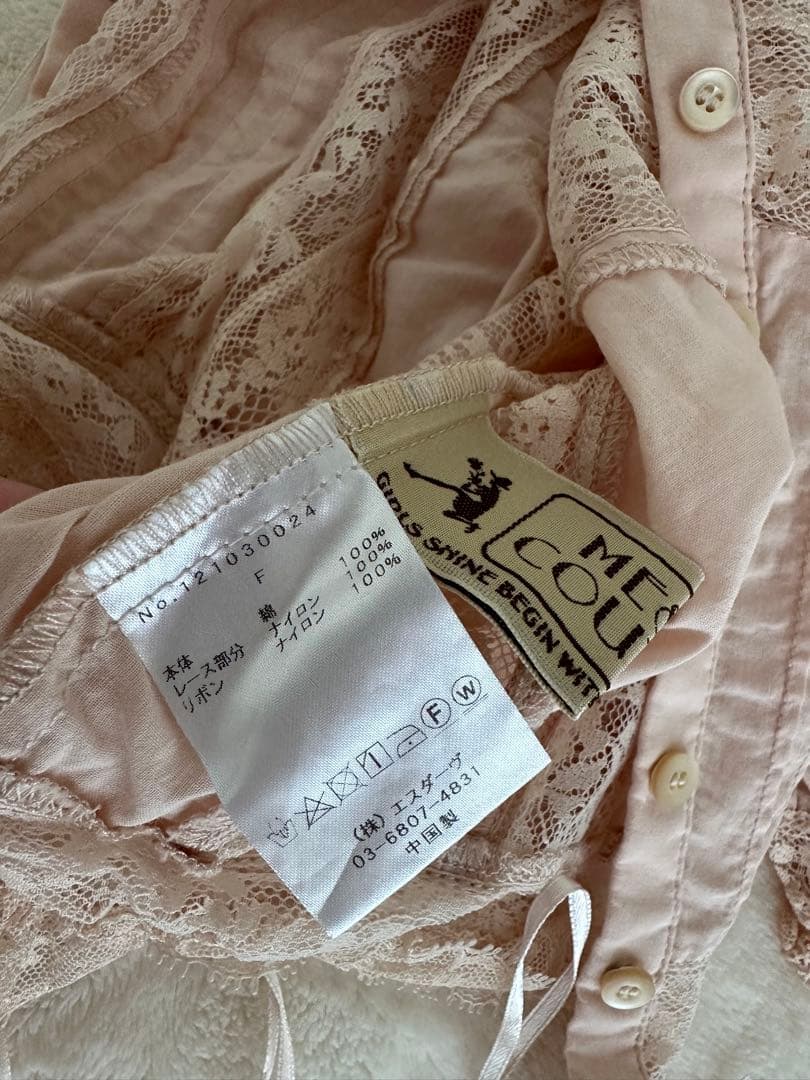 No.121030024
F
本体 綿 100%
レース部分 ナイロン 100%
リボン ナイロン 100%
F W
(株) エスダーヴ
03-6807-4831
中国製
GIRLS SHINE BEGIN WIT
ME
COU